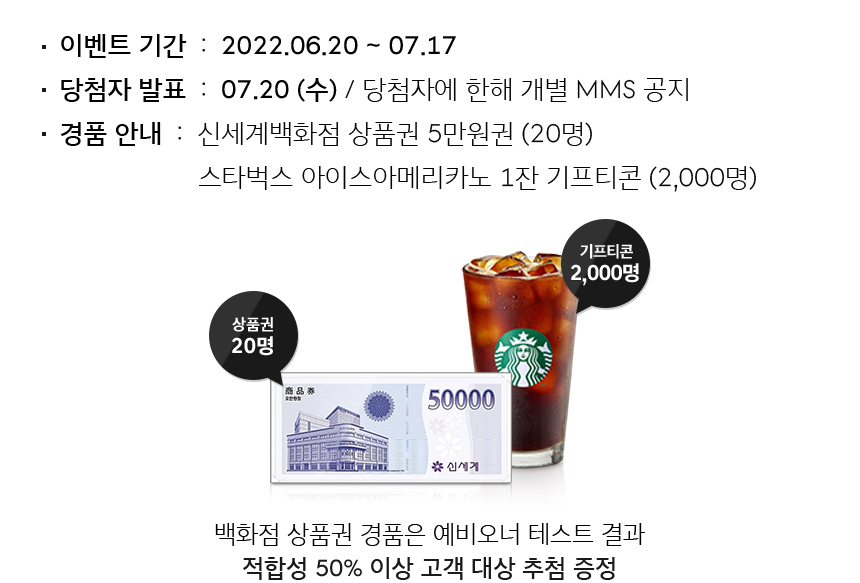 · 이벤트 기간 : 2022.06.20 ~ 07.17
· 당첨자 발표 : 07.20 (수) / 당첨자에 한해 개별 MMS 공지
· 경품 안내 : 신세계백화점 상품권 5만원권 (20명)
스타벅스 아이스아메리카노 1잔 기프티콘 (2,000명)
기프티콘
2,000명
상품권
20명
商品券
오만원정
50000
신세계
백화점 상품권 경품은 예비오너 테스트 결과
적합성 50% 이상 고객 대상 추첨 증정